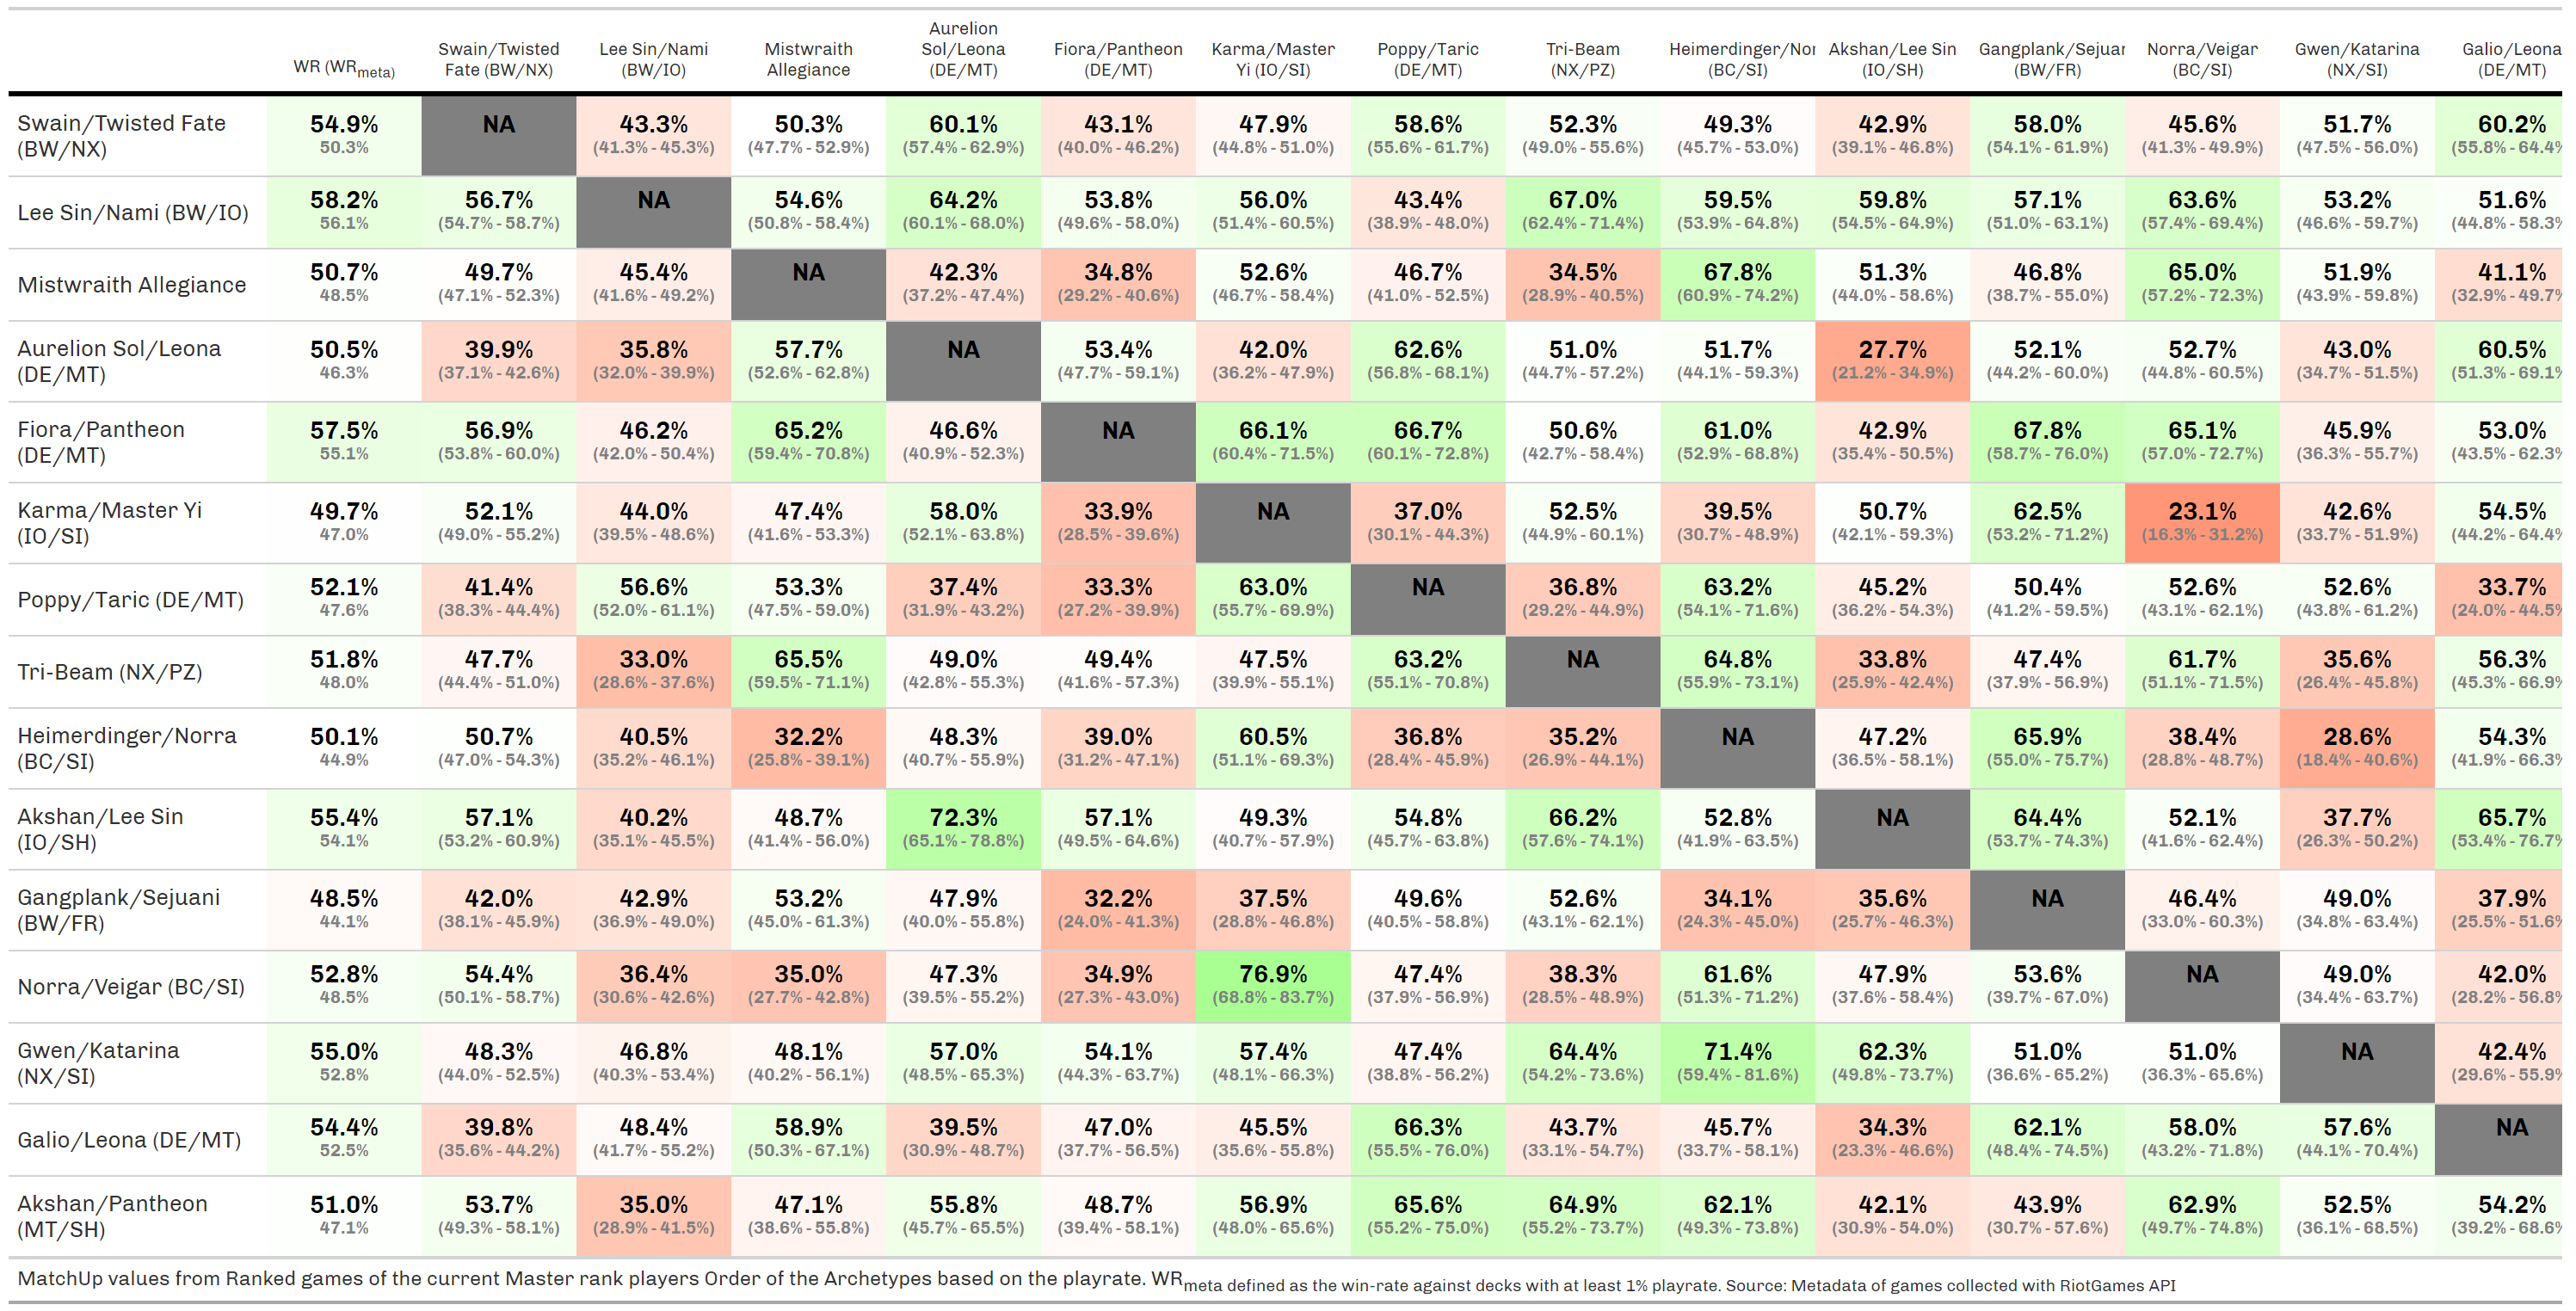 WR (WRmeta) Swain/Twisted Fate (BW/NX) Lee Sin/Nami (BW/IO) Mistwraith Allegiance Aurelion Sol/Leona (DE/MT) Fiora/Pantheon (DE/MT) Karma/Master Yi (IO/SI) Poppy/Taric (DE/MT) Tri-Beam (NX/PZ) Heimerdinger/Nor (BC/SI) Akshan/Lee Sin (IO/SH) Gangplank/Sejuar (BW/FR) Norra/Veigar (BC/SI) Gwen/Katarina (NX/SI) Galio/Leona (DE/MT)
Swain/Twisted Fate (BW/NX) 54.9% NA 43.3% 50.3% 60.1% 43.1% 47.9% 58.6% 52.3% 49.3% 42.9% 58.0% 45.6% 51.7% 60.2%
50.3% (41.3% - 45.3%) (47.7% - 52.9%) (57.4% - 62.9%) (40.0% - 46.2%) (44.8% - 51.0%) (55.6% - 61.7%) (49.0% - 55.6%) (45.7% - 53.0%) (39.1% - 46.8%) (54.1% - 61.9%) (41.3% - 49.9%) (47.5% - 56.0%) (55.8% - 64.4%
Lee Sin/Nami (BW/IO) 58.2% 56.7% NA 54.6% 64.2% 53.8% 56.0% 43.4% 67.0% 59.5% 59.8% 57.1% 63.6% 53.2% 51.6%
56.1% (54.7% - 58.7%) (50.8% - 58.4%) (60.1% - 68.0%) (49.6% - 58.0%) (51.4% - 60.5%) (38.9% - 48.0%) (62.4% - 71.4%) (53.9% - 64.8%) (54.5% - 64.9%) (51.0% - 63.1%) (57.4% - 69.4%) (46.6% - 59.7%) (44.8% - 58.3%
Mistwraith Allegiance 50.7% 49.7% 45.4% NA 42.3% 34.8% 52.6% 46.7% 34.5% 67.8% 51.3% 46.8% 65.0% 51.9% 41.1%
48.5% (47.1% - 52.3%) (41.6% - 49.2%) (37.2% - 47.4%) (29.2% - 40.6%) (46.7% - 58.4%) (41.0% - 52.5%) (28.9% - 40.5%) (60.9% - 74.2%) (44.0% - 58.6%) (38.7% - 55.0%) (57.2% - 72.3%) (43.9% - 59.8%) (32.9% - 49.7%
Aurelion Sol/Leona (DE/MT) 50.5% 39.9% 35.8% 57.7% NA 53.4% 42.0% 62.6% 51.0% 51.7% 27.7% 52.1% 52.7% 43.0% 60.5%
46.3% (37.1% - 42.6%) (32.0% - 39.9%) (52.6% - 62.8%) (47.7% - 59.1%) (36.2% - 47.9%) (56.8% - 68.1%) (44.7% - 57.2%) (44.1% - 59.3%) (21.2% - 34.9%) (44.2% - 60.0%) (44.8% - 60.5%) (34.7% - 51.5%) (51.3% - 69.1%
Fiora/Pantheon (DE/MT) 57.5% 56.9% 46.2% 65.2% 46.6% NA 66.1% 66.7% 50.6% 61.0% 42.9% 67.8% 65.1% 45.9% 53.0%
55.1% (53.8% - 60.0%) (42.0% - 50.4%) (59.4% - 70.8%) (40.9% - 52.3%) (60.4% - 71.5%) (60.1% - 72.8%) (42.7% - 58.4%) (52.9% - 68.8%) (35.4% - 50.5%) (58.7% - 76.0%) (57.0% - 72.7%) (36.3% - 55.7%) (43.5% - 62.3%
Karma/Master Yi (IO/SI) 49.7% 52.1% 44.0% 47.4% 58.0% 33.9% NA 37.0% 52.5% 39.5% 50.7% 62.5% 23.1% 42.6% 54.5%
47.0% (49.0% - 55.2%) (39.5% - 48.6%) (41.6% - 53.3%) (52.1% - 63.8%) (28.5% - 39.6%) (30.1% - 44.3%) (44.9% - 60.1%) (30.7% - 48.9%) (42.1% - 59.3%) (53.2% - 71.2%) (16.3% - 31.2%) (33.7% - 51.9%) (44.2% - 64.4%
Poppy/Taric (DE/MT) 52.1% 41.4% 56.6% 53.3% 37.4% 33.3% 63.0% NA 36.8% 63.2% 45.2% 50.4% 52.6% 52.6% 33.7%
47.6% (38.3% - 44.4%) (52.0% - 61.1%) (47.5% - 59.0%) (31.9% - 43.2%) (27.2% - 39.9%) (55.7% - 69.9%) (29.2% - 44.9%) (54.1% - 71.6%) (36.2% - 54.3%) (41.2% - 59.5%) (43.1% - 62.1%) (43.8% - 61.2%) (24.0% - 44.5%
Tri-Beam (NX/PZ) 51.8% 47.7% 33.0% 65.5% 49.0% 49.4% 47.5% 63.2% NA 64.8% 33.8% 47.4% 61.7% 35.6% 56.3%
48.0% (44.4% - 51.0%) (28.6% - 37.6%) (59.5% - 71.1%) (42.8% - 55.3%) (41.6% - 57.3%) (39.9% - 55.1%) (55.1% - 70.8%) (55.9% - 73.1%) (25.9% - 42.4%) (37.9% - 56.9%) (51.1% - 71.5%) (26.4% - 45.8%) (45.3% - 66.9%
Heimerdinger/Norra (BC/SI) 50.1% 50.7% 40.5% 32.2% 48.3% 39.0% 60.5% 36.8% 35.2% NA 47.2% 65.9% 38.4% 28.6% 54.3%
44.9% (47.0% - 54.3%) (35.2% - 46.1%) (25.8% - 39.1%) (40.7% - 55.9%) (31.2% - 47.1%) (51.1% - 69.3%) (28.4% - 45.9%) (26.9% - 44.1%) (36.5% - 58.1%) (55.0% - 75.7%) (28.8% - 48.7%) (18.4% - 40.6%) (41.9% - 66.3%
Akshan/Lee Sin (IO/SH) 55.4% 57.1% 40.2% 48.7% 72.3% 57.1% 49.3% 54.8% 66.2% 52.8% NA 64.4% 52.1% 37.7% 65.7%
54.1% (53.2% - 60.9%) (35.1% - 45.5%) (41.4% - 56.0%) (65.1% - 78.8%) (49.5% - 64.6%) (40.7% - 57.9%) (45.7% - 63.8%) (57.6% - 74.1%) (41.9% - 63.5%) (53.7% - 74.3%) (41.6% - 62.4%) (26.3% - 50.2%) (53.4% - 76.7%
Gangplank/Sejuani (BW/FR) 48.5% 42.0% 42.9% 53.2% 47.9% 32.2% 37.5% 49.6% 52.6% 34.1% 35.6% NA 46.4% 49.0% 37.9%
44.1% (38.1% - 45.9%) (36.9% - 49.0%) (45.0% - 61.3%) (40.0% - 55.8%) (24.0% - 41.3%) (28.8% - 46.8%) (40.5% - 58.8%) (43.1% - 62.1%) (24.3% - 45.0%) (25.7% - 46.3%) (33.0% - 60.3%) (34.8% - 63.4%) (25.5% - 51.6%
Norra/Veigar (BC/SI) 52.8% 54.4% 36.4% 35.0% 47.3% 34.9% 76.9% 47.4% 38.3% 61.6% 47.9% 53.6% NA 49.0% 42.0%
48.5% (50.1% - 58.7%) (30.6% - 42.6%) (27.7% - 42.8%) (39.5% - 55.2%) (27.3% - 43.0%) (68.8% - 83.7%) (37.9% - 56.9%) (28.5% - 48.9%) (51.3% - 71.2%) (37.6% - 58.4%) (39.7% - 67.0%) (34.4% - 63.7%) (28.2% - 56.8%
Gwen/Katarina (NX/SI) 55.0% 48.3% 46.8% 48.1% 57.0% 54.1% 57.4% 47.4% 64.4% 71.4% 62.3% 51.0% 51.0% NA 42.4%
52.8% (44.0% - 52.5%) (40.3% - 53.4%) (40.2% - 56.1%) (48.5% - 65.3%) (44.3% - 63.7%) (48.1% - 66.3%) (38.8% - 56.2%) (54.2% - 73.6%) (59.4% - 81.6%) (49.8% - 73.7%) (36.6% - 65.2%) (36.3% - 65.6%) (29.6% - 55.9%
Galio/Leona (DE/MT) 54.4% 39.8% 48.4% 58.9% 39.5% 47.0% 45.5% 66.3% 43.7% 45.7% 34.3% 62.1% 58.0% 57.6% NA
52.5% (35.6% - 44.2%) (41.7% - 55.2%) (50.3% - 67.1%) (30.9% - 48.7%) (37.7% - 56.5%) (35.6% - 55.8%) (55.5% - 76.0%) (33.1% - 54.7%) (33.7% - 58.1%) (23.3% - 46.6%) (48.4% - 74.5%) (43.2% - 71.8%) (44.1% - 70.4%)
Akshan/Pantheon (MT/SH) 51.0% 53.7% 35.0% 47.1% 55.8% 48.7% 56.9% 65.6% 64.9% 62.1% 42.1% 43.9% 62.9% 52.5% 54.2%
47.1% (49.3% - 58.1%) (28.9% - 41.5%) (38.6% - 55.8%) (45.7% - 65.5%) (39.4% - 58.1%) (48.0% - 65.6%) (55.2% - 75.0%) (55.2% - 73.7%) (49.3% - 73.8%) (30.9% - 54.0%) (30.7% - 57.6%) (49.7% - 74.8%) (36.1% - 68.5%) (39.2% - 68.6%
MatchUp values from Ranked games of the current Master rank players Order of the Archetypes based on the playrate. WRmeta defined as the win-rate against decks with at least 1% playrate. Source: Metadata of games collected with RiotGames API